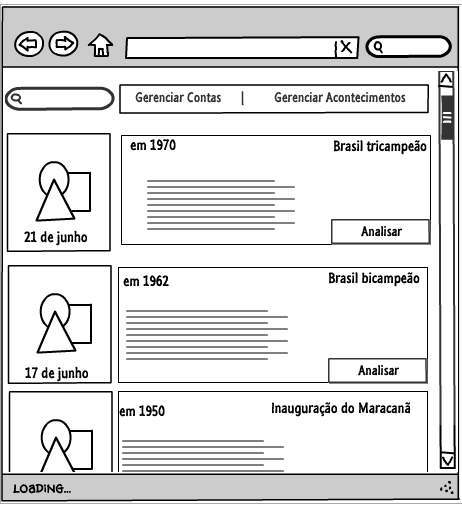 Gerenciar Contas | Gerenciar Acontecimentos
em 1970 Brasil tricampeão
21 de junho
Analisar
em 1962 Brasil bicampeão
17 de junho
Analisar
em 1950 Inauguração do Maracanã
LOADING...